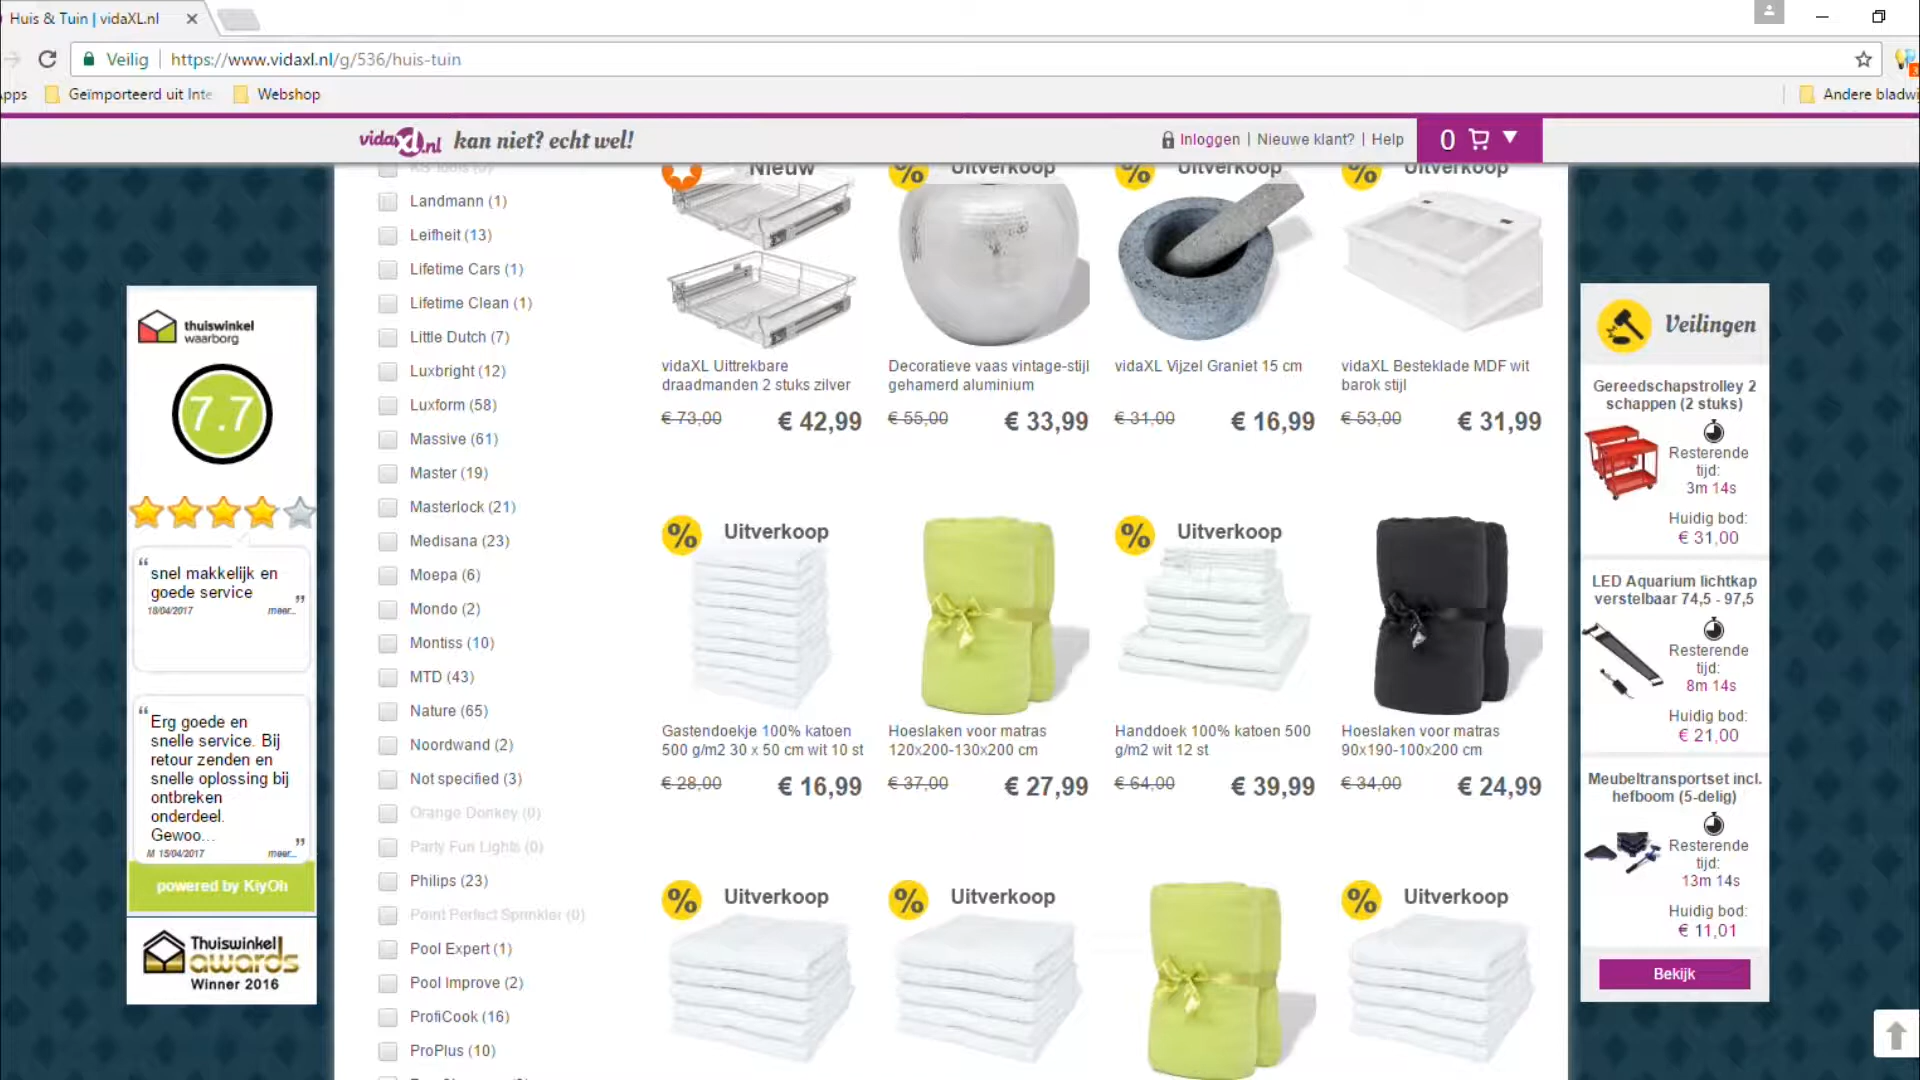 Huis & Tuin | vidaXL.nl
Veilig
https://www.vidaxl.nl/g/536/huis-tuin
Apps
Geïmporteerd uit Inte
Webshop
Andere bladwi
vidaXL.nl kan niet? echt wel!
Inloggen | Nieuwe klant? | Help
0
thuiswinkel
waarborg
7.7
“ snel makkelijk en
goede service ”
18/04/2017 meer...
“ Erg goede en
snelle service. Bij
retour zenden en
snelle oplossing bij
ontbreken
onderdeel.
Gewoo... ”
M 15/04/2017 meer...
powered by KiyOh
Thuiswinkel
awards
Winner 2016
Landmann (1)
Leifheit (13)
Lifetime Cars (1)
Lifetime Clean (1)
Little Dutch (7)
Luxbright (12)
Luxform (58)
Massive (61)
Master (19)
Masterlock (21)
Medisana (23)
Moepa (6)
Mondo (2)
Montiss (10)
MTD (43)
Nature (65)
Noordwand (2)
Not specified (3)
Orange Donkey (0)
Party Fun Lights (0)
Philips (23)
Point Perfect Sprinkler (0)
Pool Expert (1)
Pool Improve (2)
ProfiCook (16)
ProPlus (10)
Nieuw
vidaXL Uittrekbare
draadmanden 2 stuks zilver
€ 73,00 € 42,99
% Uitverkoop
Decoratieve vaas vintage-stijl
gehamerd aluminium
€ 55,00 € 33,99
% Uitverkoop
vidaXL Vijzel Graniet 15 cm
€ 31,00 € 16,99
% Uitverkoop
vidaXL Besteklade MDF wit
barok stijl
€ 53,00 € 31,99
% Uitverkoop
Gastendoekje 100% katoen
500 g/m2 30 x 50 cm wit 10 st
€ 28,00 € 16,99
Hoeslaken voor matras
120x200-130x200 cm
€ 37,00 € 27,99
% Uitverkoop
Handdoek 100% katoen 500
g/m2 wit 12 st
€ 64,00 € 39,99
Hoeslaken voor matras
90x190-100x200 cm
€ 34,00 € 24,99
% Uitverkoop
% Uitverkoop
% Uitverkoop
Veilingen
Gereedschapstrolley 2
schappen (2 stuks)
Resterende
tijd:
3m 14s
Huidig bod:
€ 31,00
LED Aquarium lichtkap
verstelbaar 74,5 - 97,5
Resterende
tijd:
8m 14s
Huidig bod:
€ 21,00
Meubeltransportset incl.
hefboom (5-delig)
Resterende
tijd:
13m 14s
Huidig bod:
€ 11,01
Bekijk